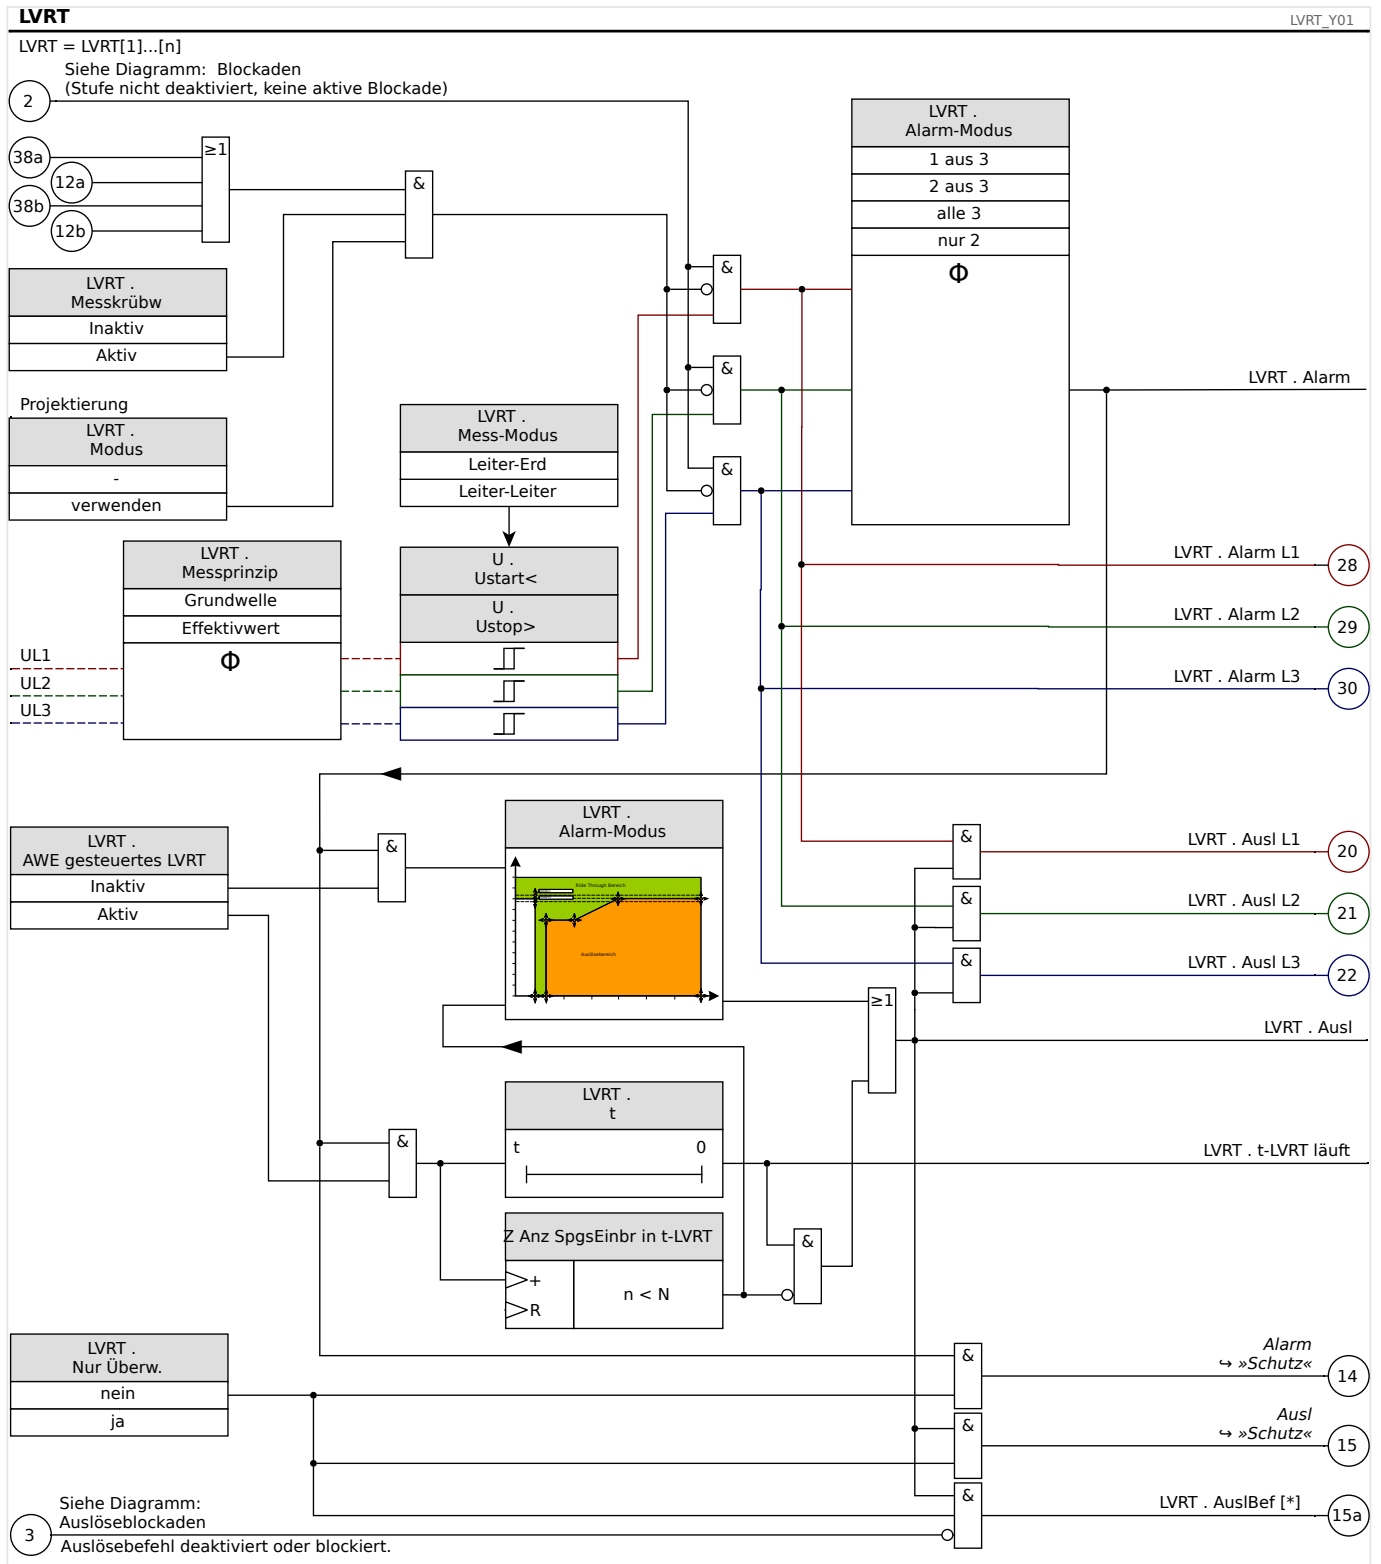 LVRT
LVRT_Y01
LVRT = LVRT[1]...[n]
Siehe Diagramm: Blockaden
(Stufe nicht deaktiviert, keine aktive Blockade)
2
38a
12a
38b
12b
≥1
&
LVRT .
Alarm-Modus
1 aus 3
2 aus 3
alle 3
nur 2
Φ
LVRT .
Messkrübw
Inaktiv
Aktiv
&
&
&
LVRT . Alarm
Projektierung
LVRT .
Modus
-
verwenden
LVRT .
Mess-Modus
Leiter-Erd
Leiter-Leiter
LVRT .
Messprinzip
Grundwelle
Effektivwert
Φ
U .
Ustart<
U .
Ustop>
UL1
UL2
UL3
LVRT . Alarm L1
28
LVRT . Alarm L2
29
LVRT . Alarm L3
30
LVRT .
AWE gesteuertes LVRT
Inaktiv
Aktiv
&
LVRT .
Alarm-Modus
Ride Through Bereich
Auslösebereich
&
LVRT . Ausl L1
20
&
LVRT . Ausl L2
21
&
LVRT . Ausl L3
22
≥1
LVRT . Ausl
LVRT .
t
t
0
&
LVRT . t-LVRT läuft
Z Anz SpgsEinbr in t-LVRT
+
R
n < N
&
LVRT .
Nur Überw.
nein
ja
&
Alarm
↪ »Schutz«
14
&
Ausl
↪ »Schutz«
15
&
LVRT . AuslBef [*]
15a
Siehe Diagramm:
Auslöseblockaden
3
Auslösebefehl deaktiviert oder blockiert.